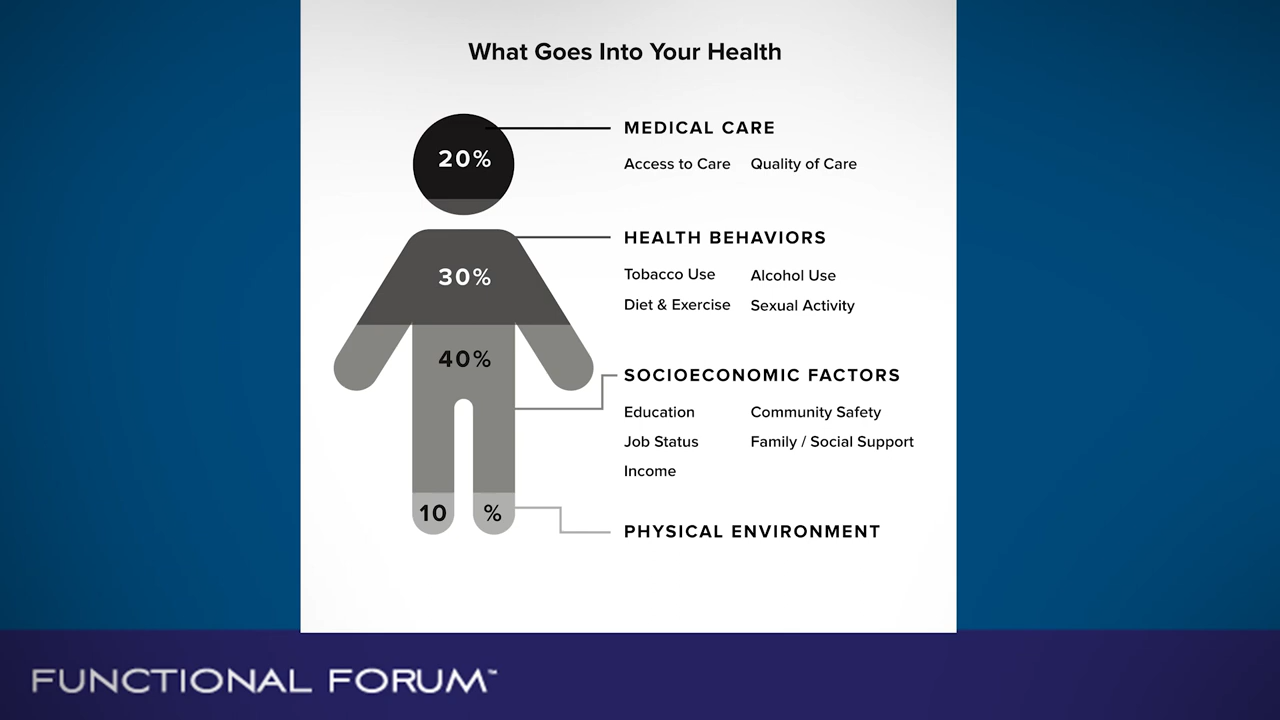 What Goes Into Your Health
20%
MEDICAL CARE
Access to Care Quality of Care
30%
HEALTH BEHAVIORS
Tobacco Use Alcohol Use
Diet & Exercise Sexual Activity
40%
SOCIOECONOMIC FACTORS
Education Community Safety
Job Status Family / Social Support
Income
10 %
PHYSICAL ENVIRONMENT
FUNCTIONAL FORUM™